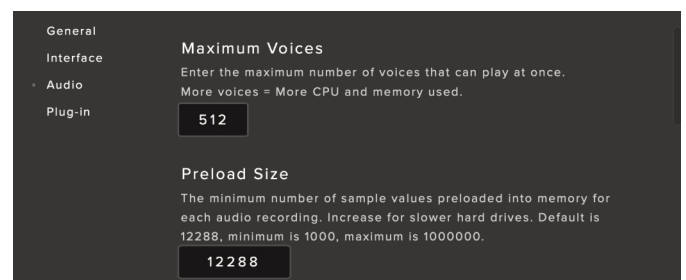 General
Interface
Audio
Plug-in
Maximum Voices
Enter the maximum number of voices that can play at once.
More voices = More CPU and memory used.
512
Preload Size
The minimum number of sample values preloaded into memory for
each audio recording. Increase for slower hard drives. Default is
12288, minimum is 1000, maximum is 1000000.
12288